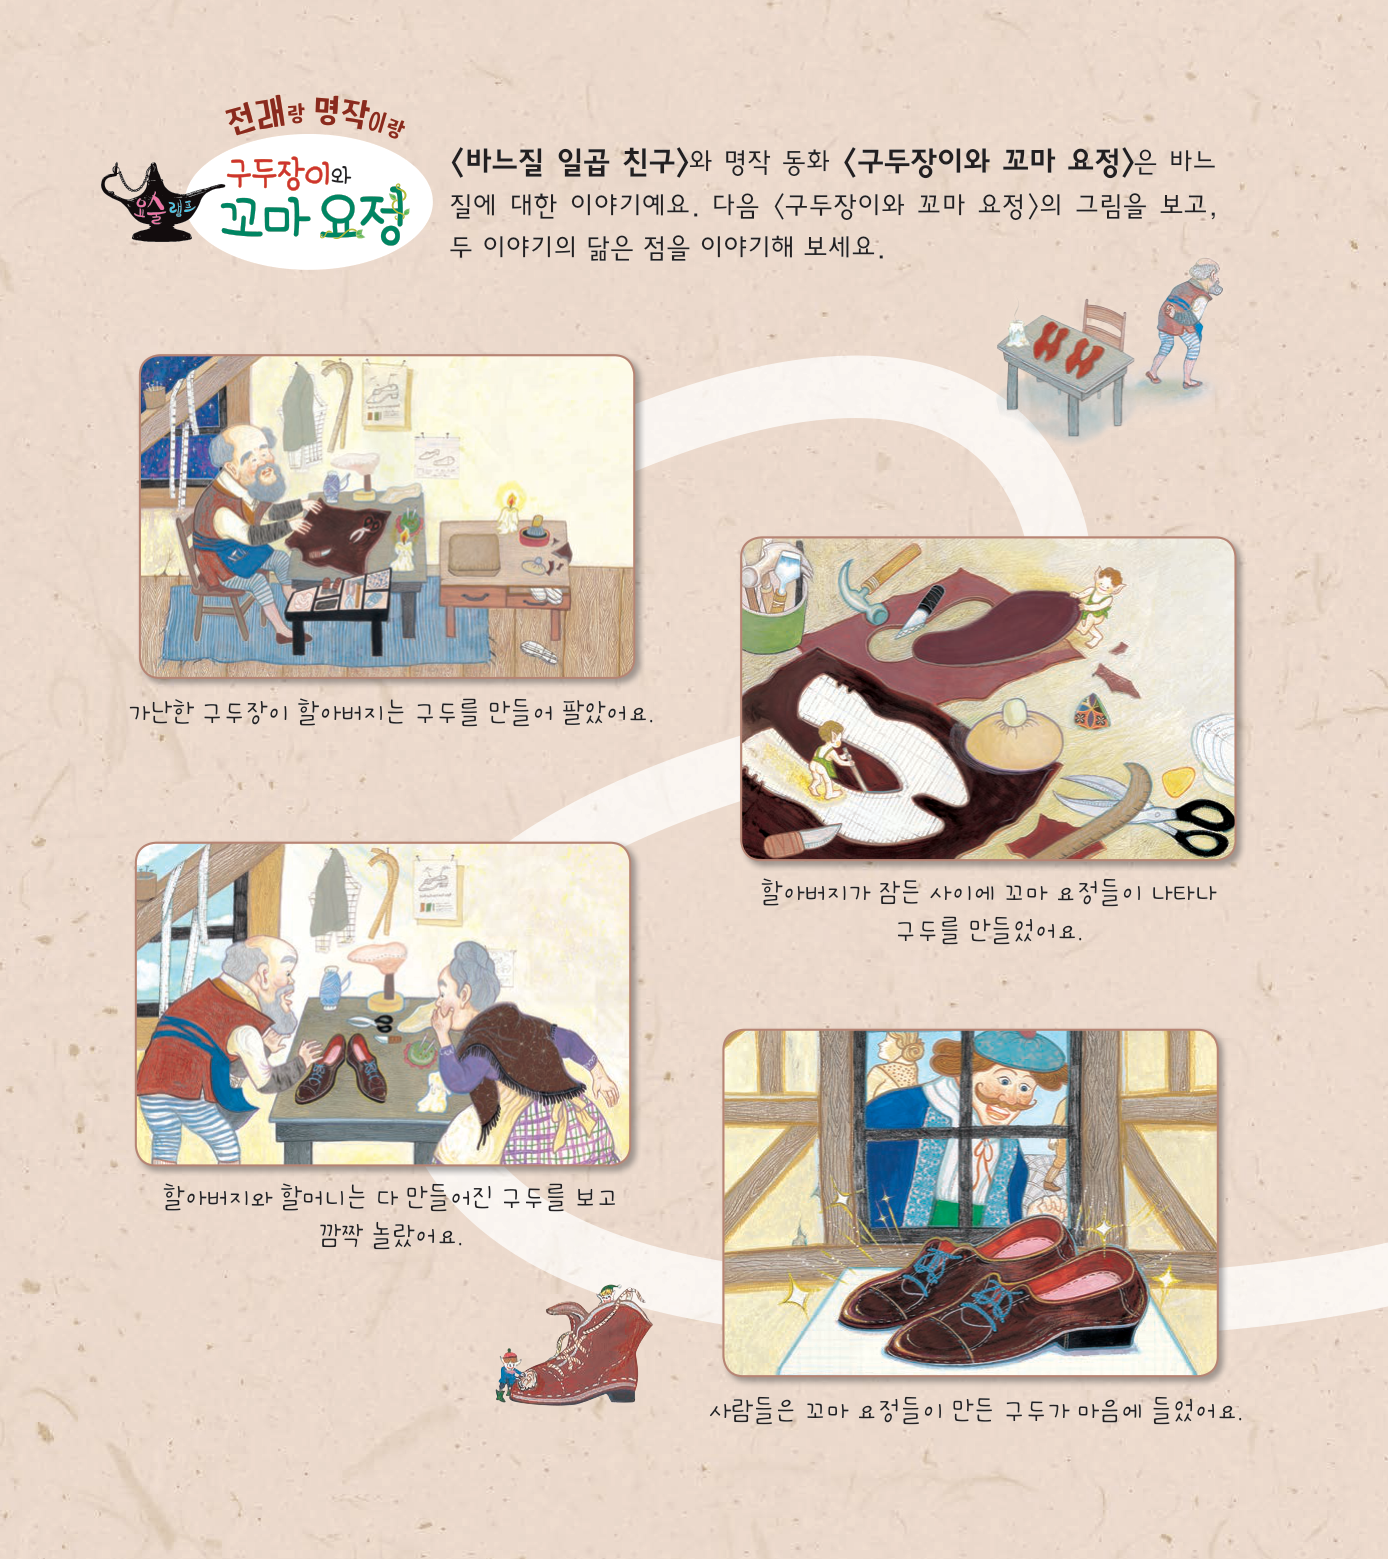 전래랑 명작이랑
요술램프
구두장이와
꼬마 요정
〈바느질 일곱 친구〉와 명작 동화 〈구두장이와 꼬마 요정〉은 바느
질에 대한 이야기예요. 다음 〈구두장이와 꼬마 요정〉의 그림을 보고,
두 이야기의 닮은 점을 이야기해 보세요.
가난한 구두장이 할아버지는 구두를 만들어 팔았어요.
할아버지가 잠든 사이에 꼬마 요정들이 나타나
구두를 만들었어요.
할아버지와 할머니는 다 만들어진 구두를 보고
깜짝 놀랐어요.
사람들은 꼬마 요정들이 만든 구두가 마음에 들었어요.